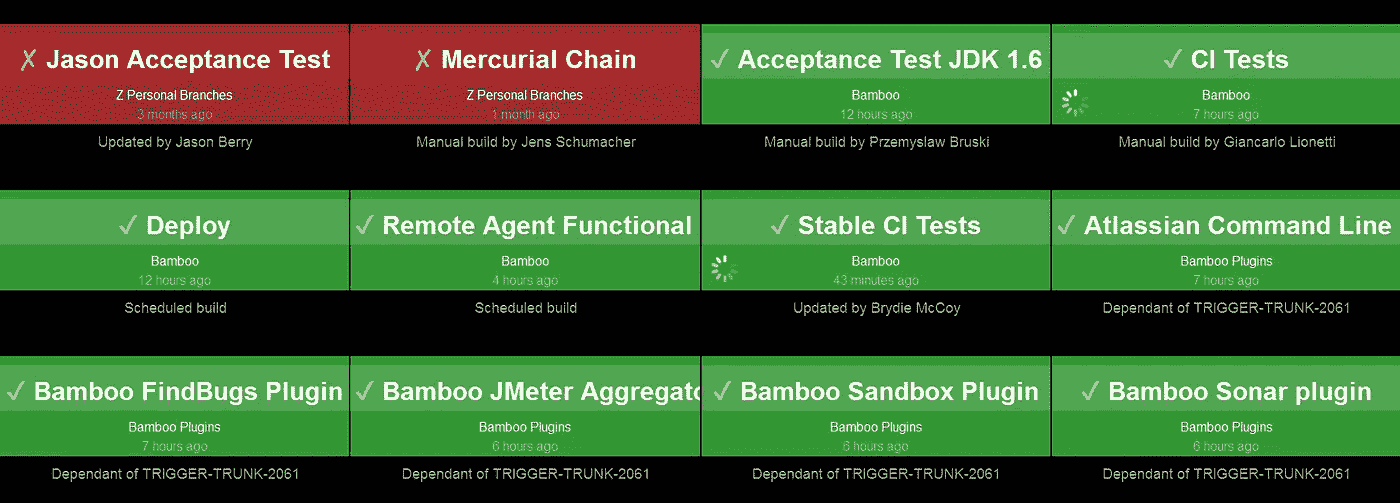 ✗ Jason Acceptance Test
Z Personal Branches
3 months ago
Updated by Jason Berry
✗ Mercurial Chain
Z Personal Branches
1 month ago
Manual build by Jens Schumacher
✓ Acceptance Test JDK 1.6
Bamboo
12 hours ago
Manual build by Przemyslaw Bruski
✓ CI Tests
Bamboo
7 hours ago
Manual build by Giancarlo Lionetti
✓ Deploy
Bamboo
12 hours ago
Scheduled build
✓ Remote Agent Functional
Bamboo
4 hours ago
Scheduled build
✓ Stable CI Tests
Bamboo
43 minutes ago
Updated by Brydie McCoy
✓ Atlassian Command Line
Bamboo Plugins
7 hours ago
Dependant of TRIGGER-TRUNK-2061
✓ Bamboo FindBugs Plugin
Bamboo Plugins
7 hours ago
Dependant of TRIGGER-TRUNK-2061
✓ Bamboo JMeter Aggregato
Bamboo Plugins
6 hours ago
Dependant of TRIGGER-TRUNK-2061
✓ Bamboo Sandbox Plugin
Bamboo Plugins
6 hours ago
Dependant of TRIGGER-TRUNK-2061
✓ Bamboo Sonar plugin
Bamboo Plugins
6 hours ago
Dependant of TRIGGER-TRUNK-2061